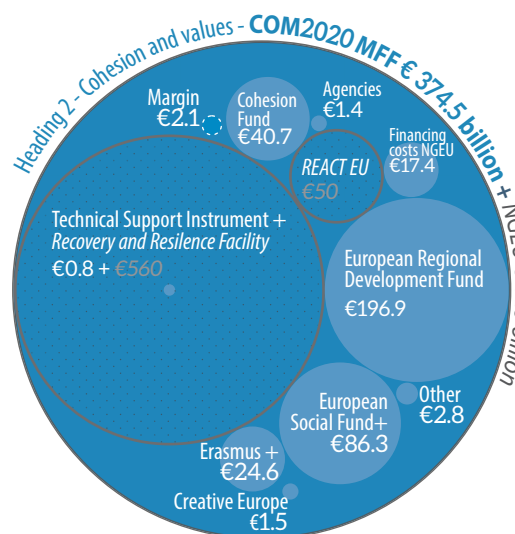 Heading 2 - Cohesion and values - COM2020 MFF € 374.5 billion +
Margin
€2.1
Cohesion
Fund
€40.7
Agencies
€1.4
REACT EU
€50
Financing
costs NGEU
€17.4
Technical Support Instrument +
Recovery and Resilence Facility
€0.8 + €560
European Regional
Development Fund
€196.9
European
Social Fund+
€86.3
Other
€2.8
Erasmus +
€24.6
Creative Europe
€1.5